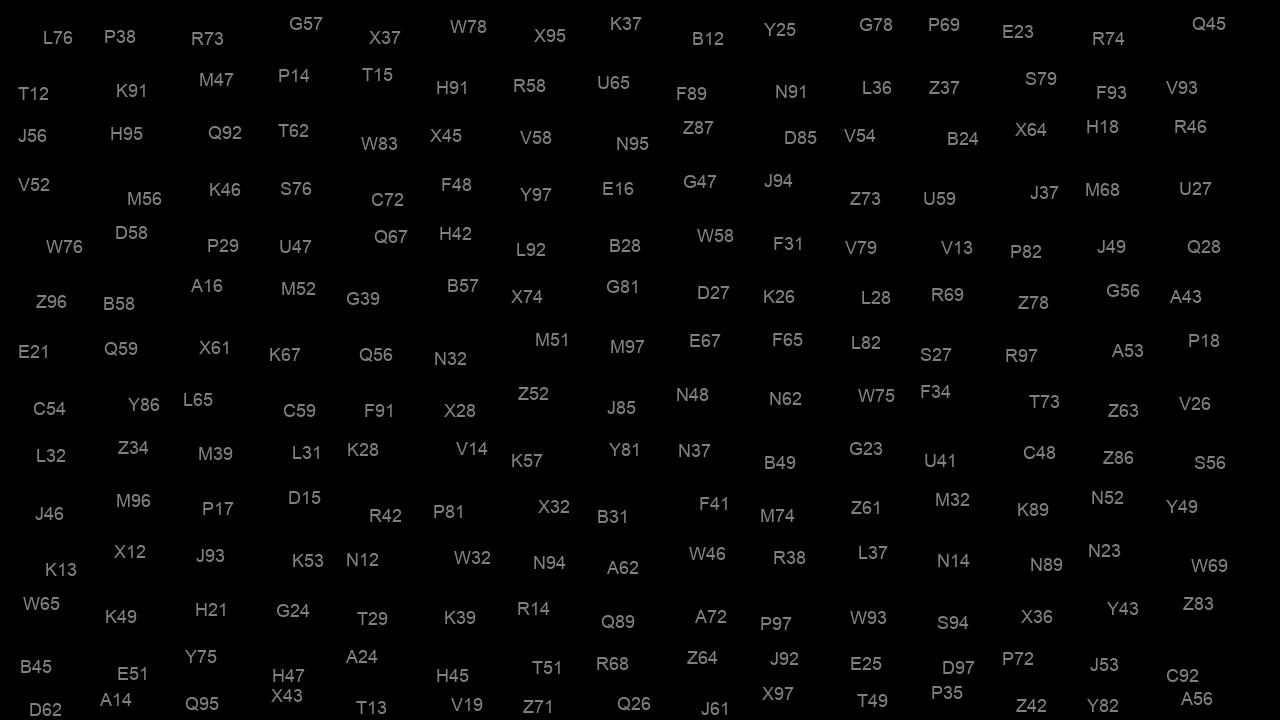 L76 P38 R73 G57 X37 W78 X95 K37 B12 Y25 G78 P69 E23 R74 Q45
T12 K91 M47 P14 T15 H91 R58 U65 F89 N91 L36 Z37 S79 F93 V93
J56 H95 Q92 T62 W83 X45 V58 N95 Z87 D85 V54 B24 X64 H18 R46
V52 M56 K46 S76 C72 F48 Y97 E16 G47 J94 Z73 U59 J37 M68 U27
W76 D58 P29 U47 Q67 H42 L92 B28 W58 F31 V79 V13 P82 J49 Q28
Z96 B58 A16 M52 G39 B57 X74 G81 D27 K26 L28 R69 Z78 G56 A43
E21 Q59 X61 K67 Q56 N32 M51 M97 E67 F65 L82 S27 R97 A53 P18
C54 Y86 L65 C59 F91 X28 Z52 J85 N48 N62 W75 F34 T73 Z63 V26
L32 Z34 M39 L31 K28 V14 K57 Y81 N37 B49 G23 U41 C48 Z86 S56
J46 M96 P17 D15 R42 P81 X32 B31 F41 M74 Z61 M32 K89 N52 Y49
K13 X12 J93 K53 N12 W32 N94 A62 W46 R38 L37 N14 N89 N23 W69
W65 K49 H21 G24 T29 K39 R14 Q89 A72 P97 W93 S94 X36 Y43 Z83
B45 E51 Y75 H47 A24 H45 T51 R68 Z64 J92 E25 D97 P72 J53 C92
D62 A14 Q95 X43 T13 V19 Z71 Q26 J61 X97 T49 P35 Z42 Y82 A56